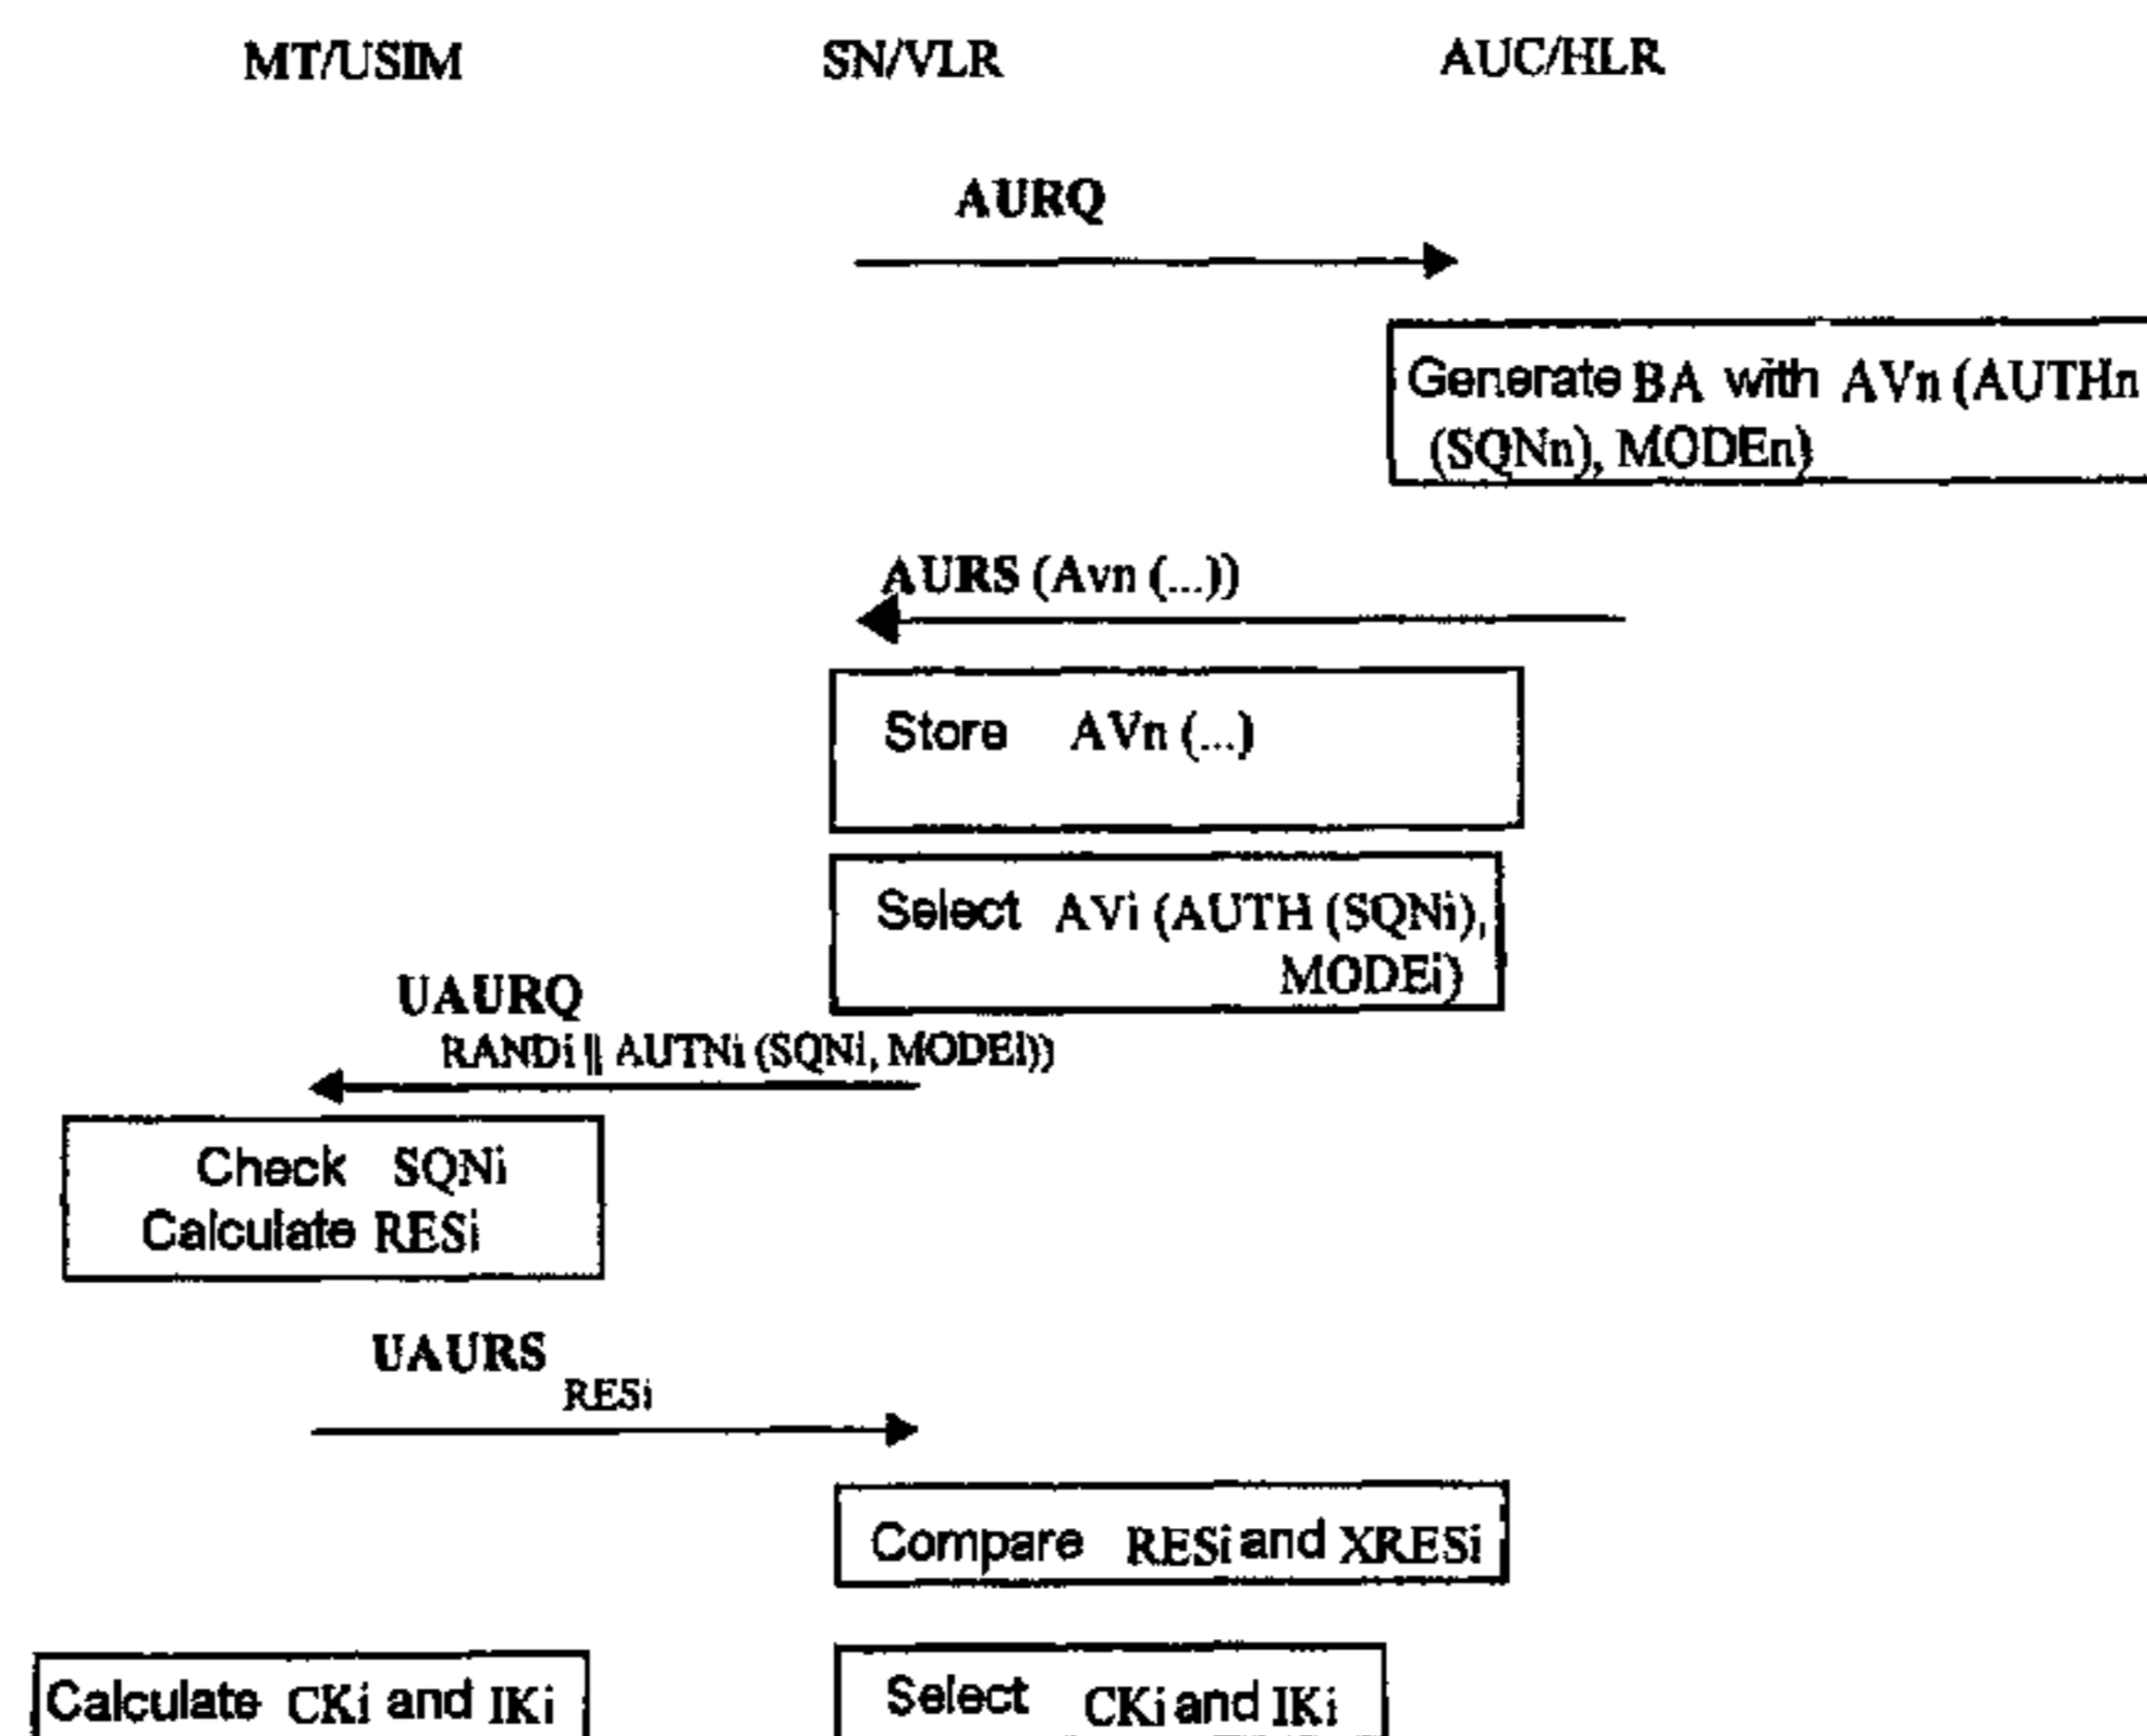 MT/USIM SN/VLR AUC/HLR
AURQ
Generate BA with AVn (AUTHn
(SQNn), MODEn)
AURS (Avn (...))
Store AVn (...)
Select AVi (AUTH (SQNi),
MODEi)
UAURQ
RANDi || AUTNi (SQNi, MODEi))
Check SQNi
Calculate RESi
UAURS
RESi
Compare RESi and XRESi
Calculate CKi and IKi
Select CKi and IKi